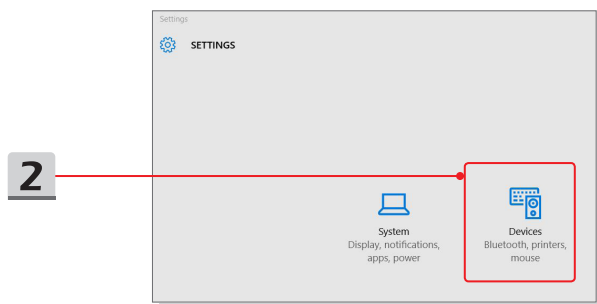 Settings
SETTINGS
2
System
Display, notifications,
apps, power
Devices
Bluetooth, printers,
mouse